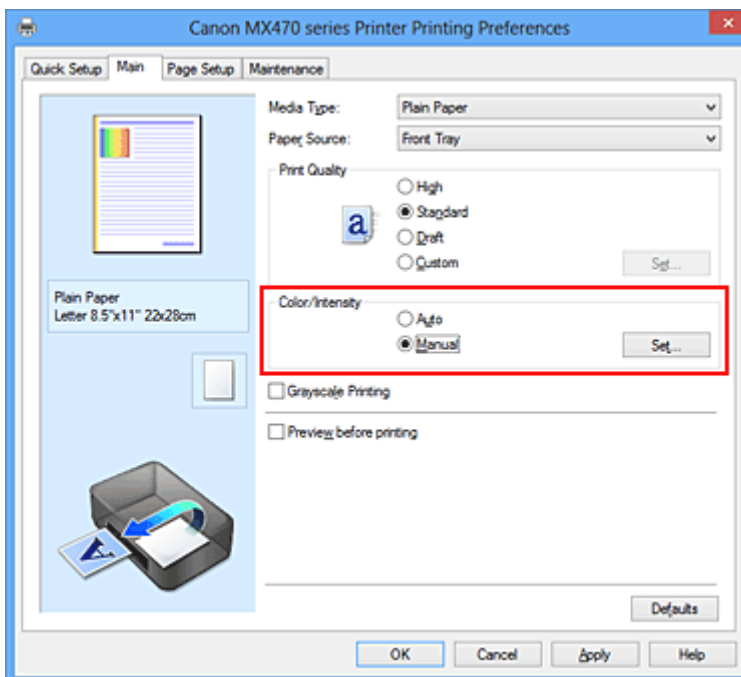 Canon MX470 series Printer Printing Preferences
Quick Setup Main Page Setup Maintenance
Media Type: Plain Paper
Paper Source: Front Tray
Print Quality
High
Standard
Draft
Custom
Set...
a
Plain Paper
Letter 8.5"x11" 22x28cm
Color/Intensity
Auto
Manual
Set...
Grayscale Printing
Preview before printing
A
Defaults
OK Cancel Apply Help